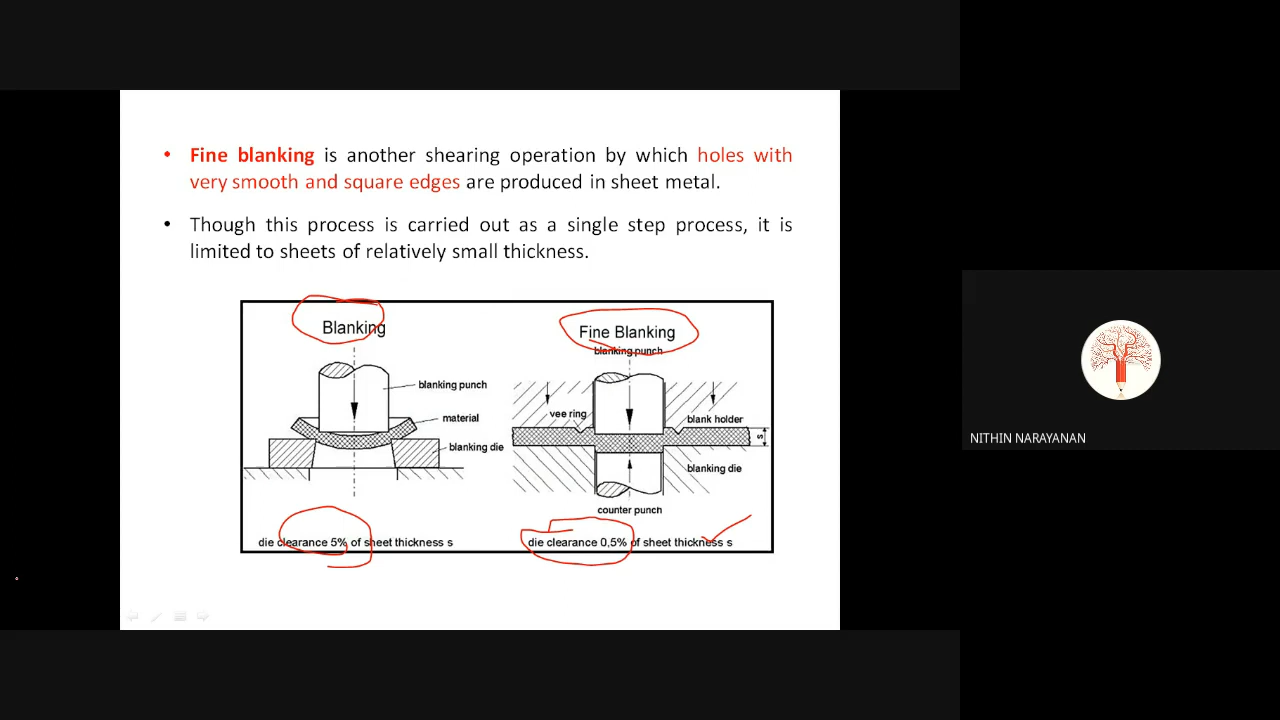 • Fine blanking is another shearing operation by which holes with
very smooth and square edges are produced in sheet metal.
• Though this process is carried out as a single step process, it is
limited to sheets of relatively small thickness.
Blanking
blanking punch
material
blanking die
die clearance 5% of sheet thickness s
Fine Blanking
blanking punch
vee ring
blank holder
s
blanking die
counter punch
die clearance 0,5% of sheet thickness s
NITHIN NARAYANAN